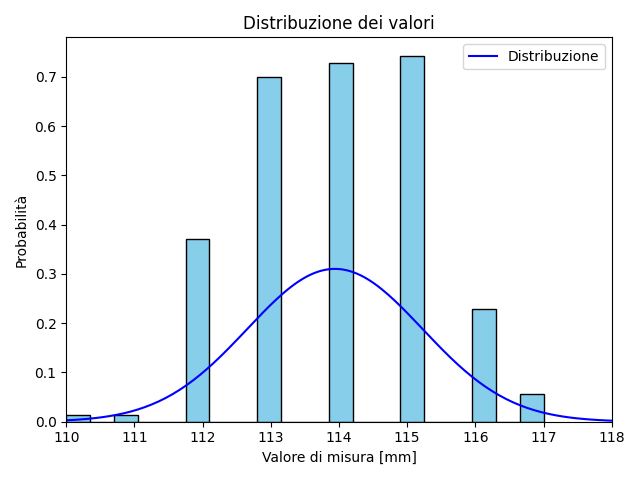 Distribuzione dei valori
Distribuzione
Probabilità
0.7
0.6
0.5
0.4
0.3
0.2
0.1
0.0
110 111 112 113 114 115 116 117 118
Valore di misura [mm]